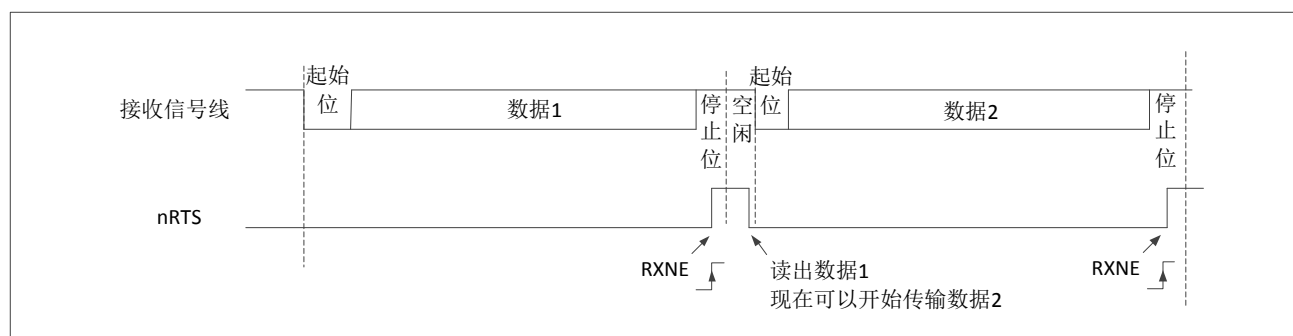 起始位
接收信号线
数据1
停止位
空闲
起始位
数据2
停止位
nRTS
RXNE
读出数据1
现在可以开始传输数据2
RXNE